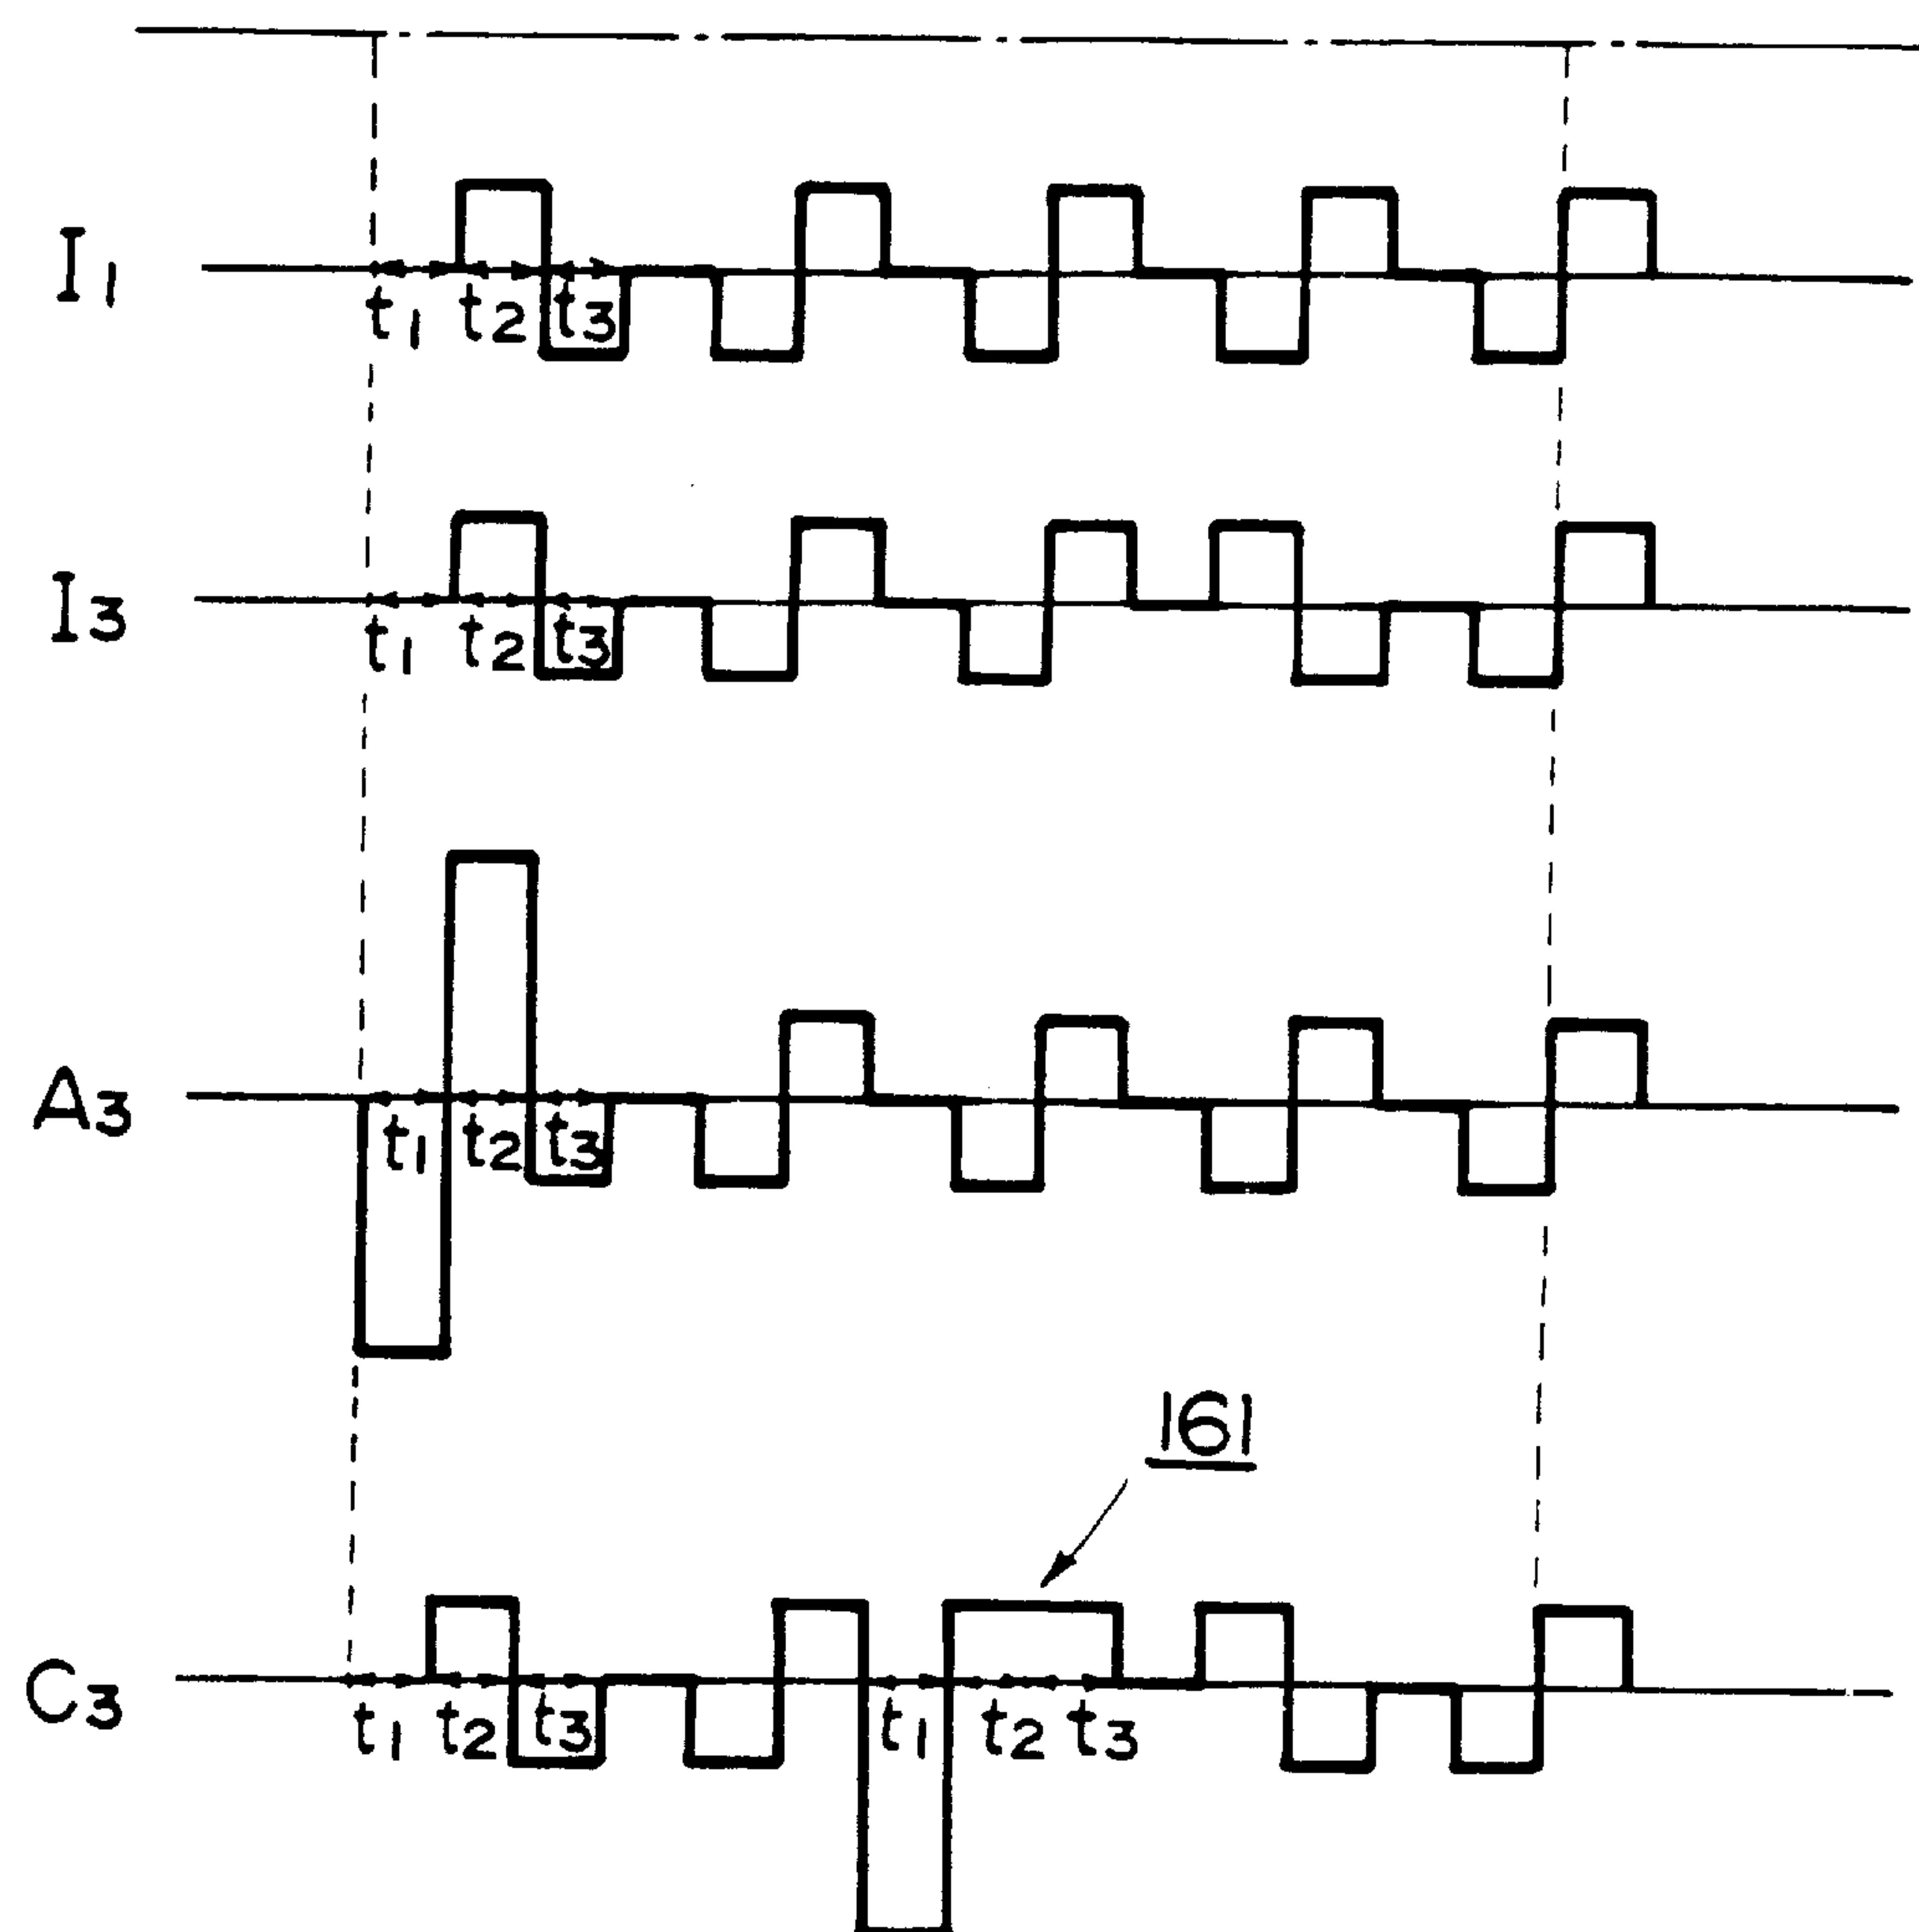 I₁
t₁ t₂ t₃
I₃
t₁ t₂ t₃
A₃
t₁ t₂ t₃
161
C₃
t₁ t₂ t₃ t₁ t₂ t₃